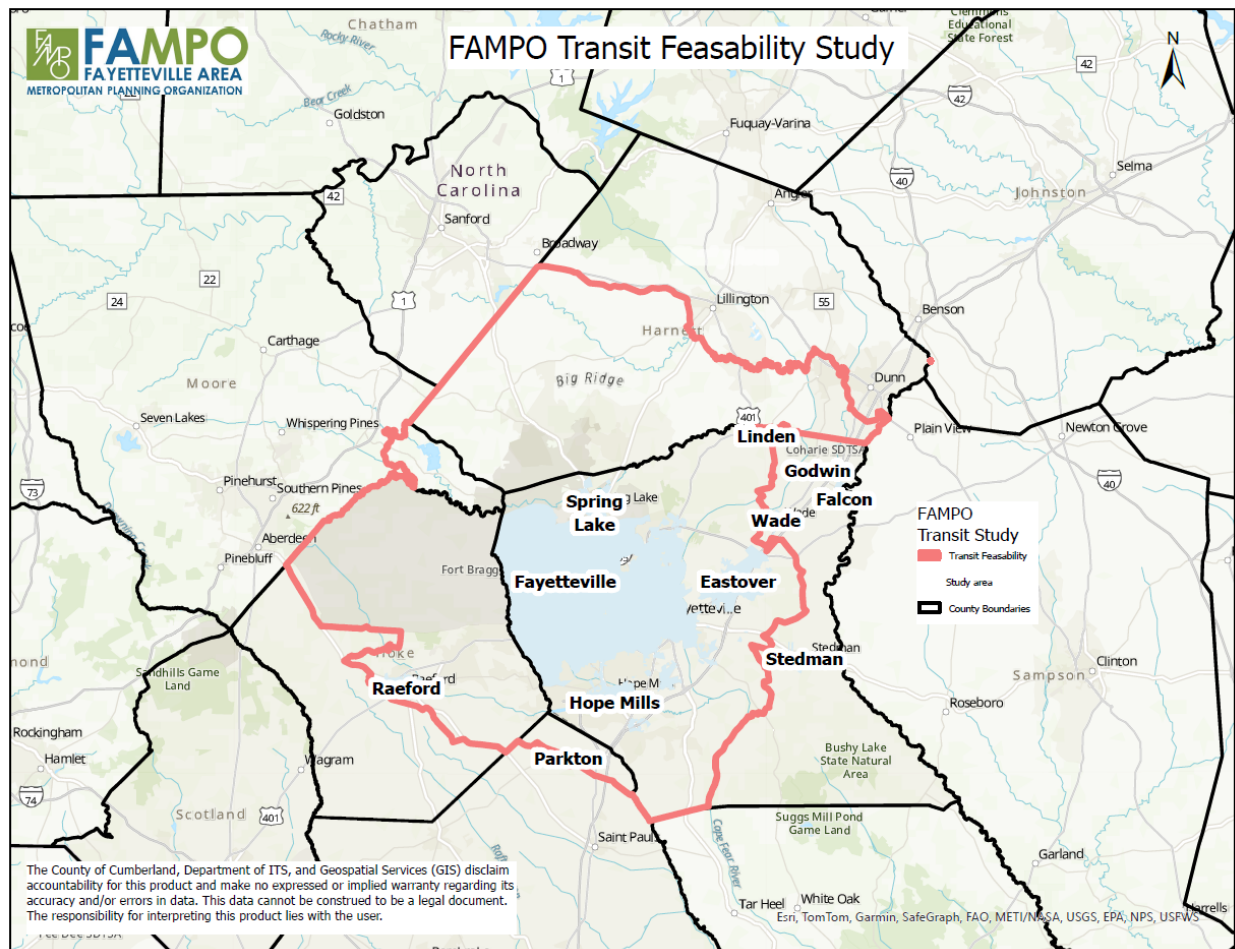 FAMPO
FAYETTEVILLE AREA
METROPOLITAN PLANNING ORGANIZATION
FAMPO Transit Feasability Study
N
Chatham
Rocky River
Bear Creek
Goldston
1
42
Educational
State Forest
42
42
Fuquay-Varina
40
Selma
Johnston
North
Carolina
42
Sanford
Broadway
22
24
1
Lillington
55
Harnett
Benson
Carthage
Moore
Big Ridge
Dunn
Seven Lakes
Whispering Pines
401
Linden
Plain View
Newton Grove
Coharie SDTSA
Godwin
40
Pinehurst
Southern Pines
73
622 ft
Spring
Lake
Falcon
Wade
FAMPO
Transit Study
Transit Feasability
Study area
County Boundaries
Aberdeen
Pinebluff
Fort Bragg
Fayetteville
Eastover
Stedman
Stedman
Clinton
Sampson
Sandhills Game
Land
Hoke
Raeford
Hope Mills
Roseboro
Rockingham
Hamlet
Wagram
Parkton
Bushy Lake
State Natural
Area
74
Scotland
401
Saint Pauls
Cape Fear River
Suggs Mill Pond
Game Land
Garland
Tar Heel
White Oak
Harrells
The County of Cumberland, Department of ITS, and Geospatial Services (GIS) disclaim
accountability for this product and make no expressed or implied warranty regarding its
accuracy and/or errors in data. This data cannot be construed to be a legal document.
The responsibility for interpreting this product lies with the user.
Esri, TomTom, Garmin, SafeGraph, FAO, METI/NASA, USGS, EPA, NPS, USFWS